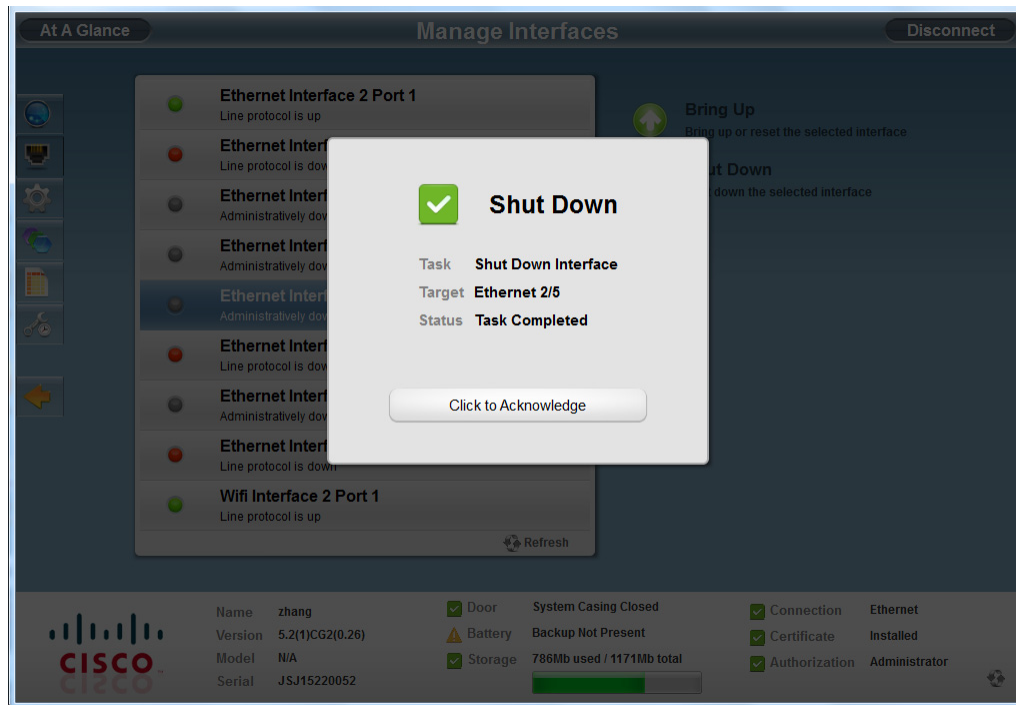 At A Glance
Manage Interfaces
Disconnect
Ethernet Interface 2 Port 1
Line protocol is up
Ethernet Interf
Line protocol is dow
Ethernet Interf
Administratively dov
Ethernet Interf
Administratively dov
Ethernet Interf
Administratively dov
Ethernet Interf
Line protocol is dow
Ethernet Interf
Administratively dov
Ethernet Interf
Line protocol is down
Wifi Interface 2 Port 1
Line protocol is up
Refresh
Bring Up
Bring up or reset the selected interface
ut Down
down the selected interface
Shut Down
Task Shut Down Interface
Target Ethernet 2/5
Status Task Completed
Click to Acknowledge
CISCO
Name zhang
Version 5.2(1)CG2(0.26)
Model N/A
Serial JSJ15220052
Door System Casing Closed
Battery Backup Not Present
Storage 786Mb used / 1171Mb total
Connection Ethernet
Certificate Installed
Authorization Administrator